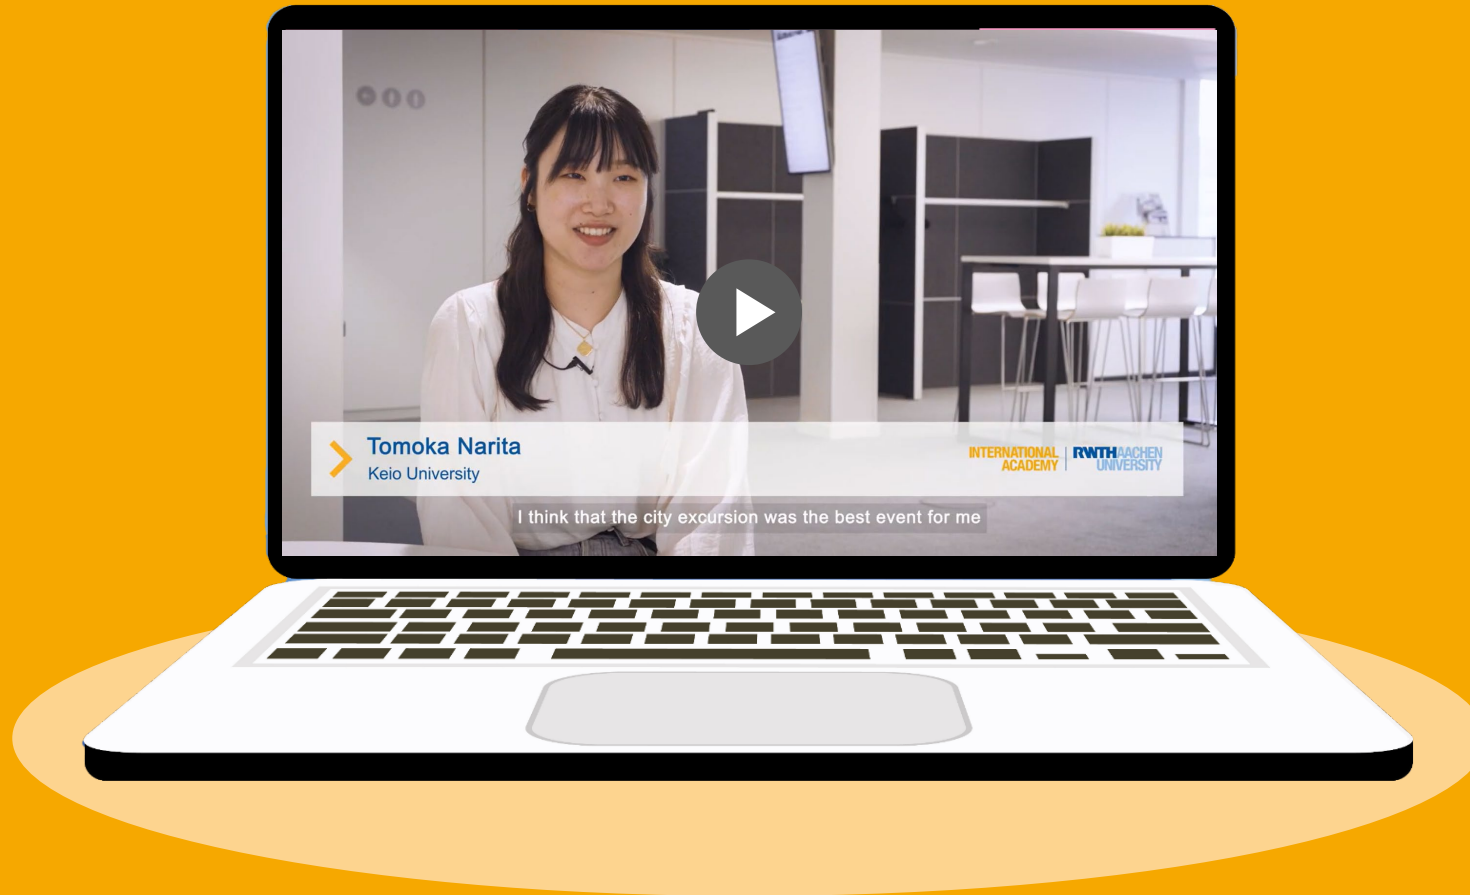 Tomoka Narita
Keio University
INTERNATIONAL ACADEMY | RWTHAACHEN UNIVERSITY
I think that the city excursion was the best event for me